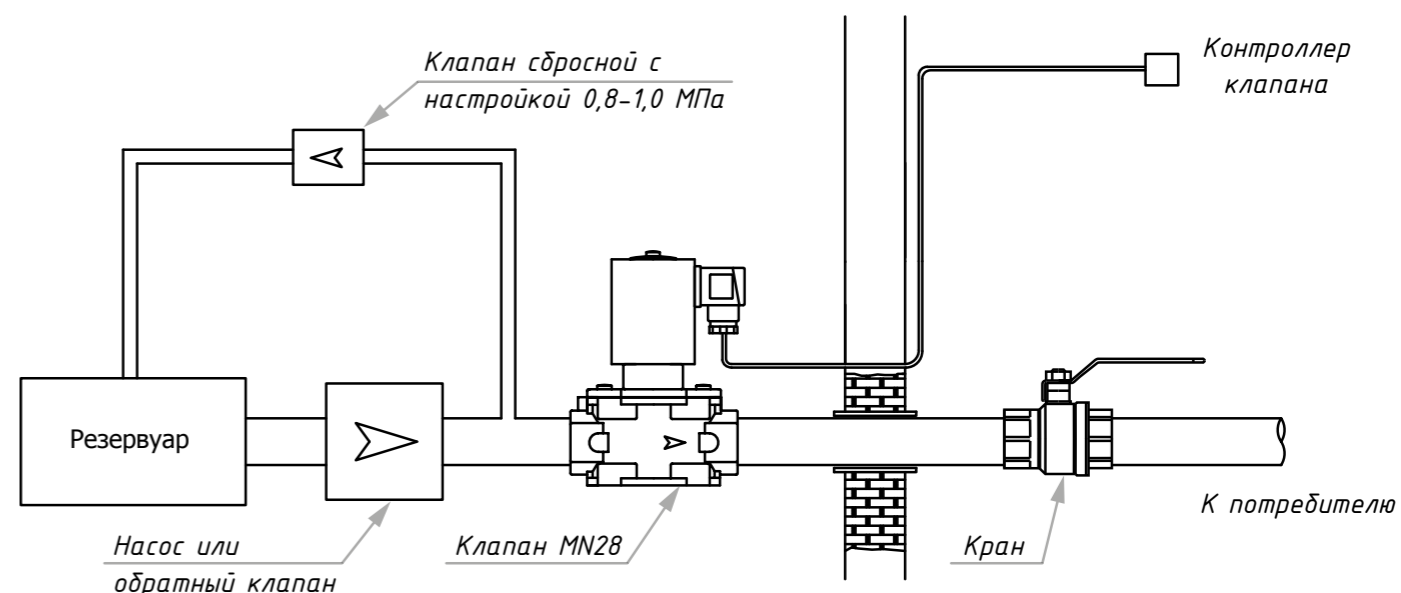 Клапан сбросной с
настройкой 0,8-1,0 МПа
Контроллер
клапана
Резервуар
К потребителю
Насос или
обратный клапан
Клапан MN28
Кран